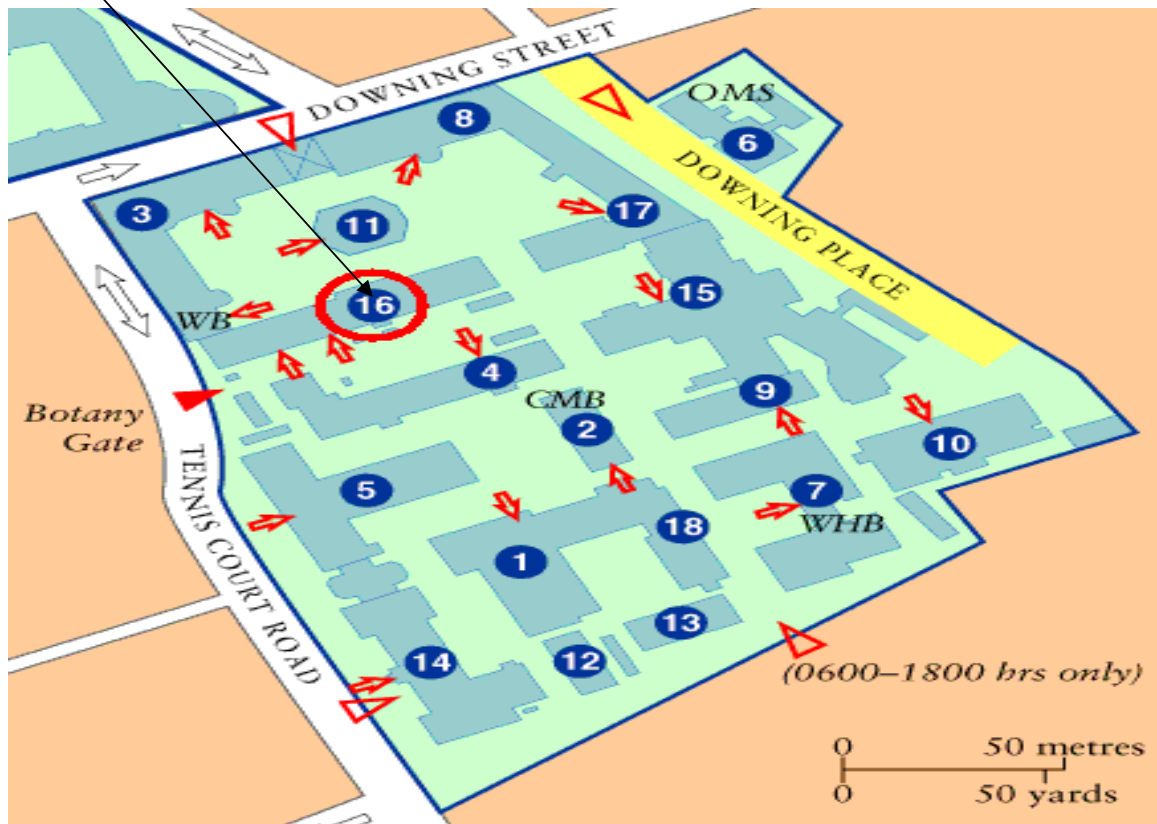 DOWNING STREET
OMS
8
6
3
17
11
DOWNING PLACE
15
16
WB
4
9
CMB
Botany
Gate
2
10
TENNIS COURT ROAD
5
7
WHB
18
1
13
14
12
(0600–1800 hrs only)
0 50 metres
0 50 yards